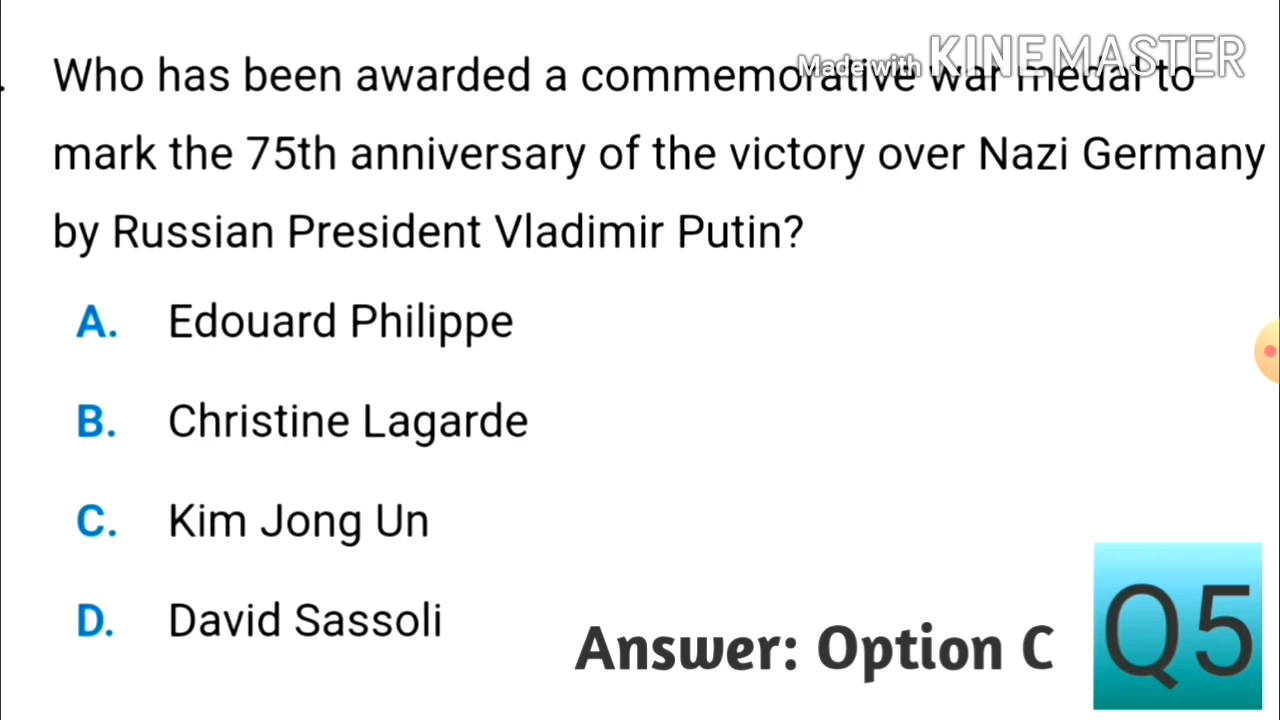 Made with KINEMASTER
. Who has been awarded a commemorative war medal to
mark the 75th anniversary of the victory over Nazi Germany
by Russian President Vladimir Putin?
A. Edouard Philippe
B. Christine Lagarde
C. Kim Jong Un
D. David Sassoli
Answer: Option C
Q5